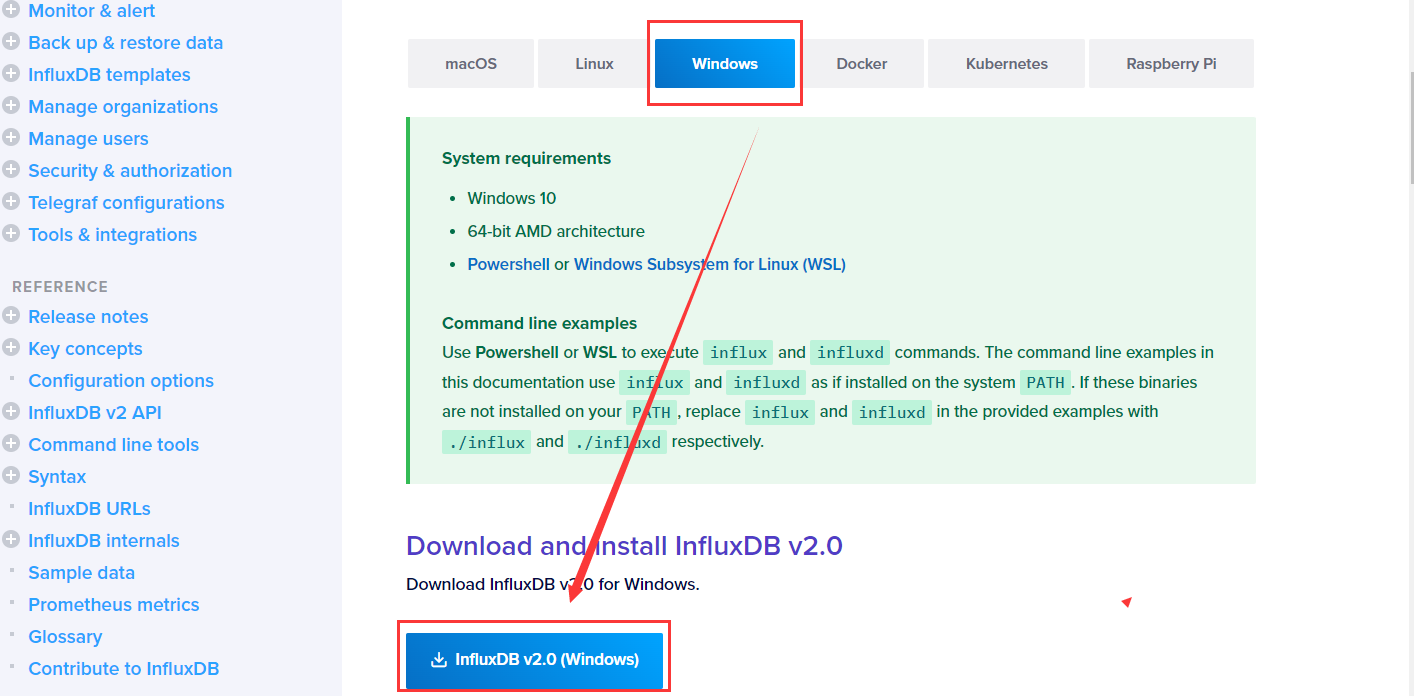 Monitor & alert
Back up & restore data
InfluxDB templates
Manage organizations
Manage users
Security & authorization
Telegraf configurations
Tools & integrations
REFERENCE
Release notes
Key concepts
Configuration options
InfluxDB v2 API
Command line tools
Syntax
InfluxDB URLs
InfluxDB internals
Sample data
Prometheus metrics
Glossary
Contribute to InfluxDB
macOS Linux Windows Docker Kubernetes Raspberry Pi
System requirements
Windows 10
64-bit AMD architecture
Powershell or Windows Subsystem for Linux (WSL)
Command line examples
Use Powershell or WSL to execute influx and influxd commands. The command line examples in
this documentation use influx and influxd as if installed on the system PATH. If these binaries
are not installed on your PATH, replace influx and influxd in the provided examples with
./influx and ./influxd respectively.
Download and install InfluxDB v2.0
Download InfluxDB v2.0 for Windows.
InfluxDB v2.0 (Windows)